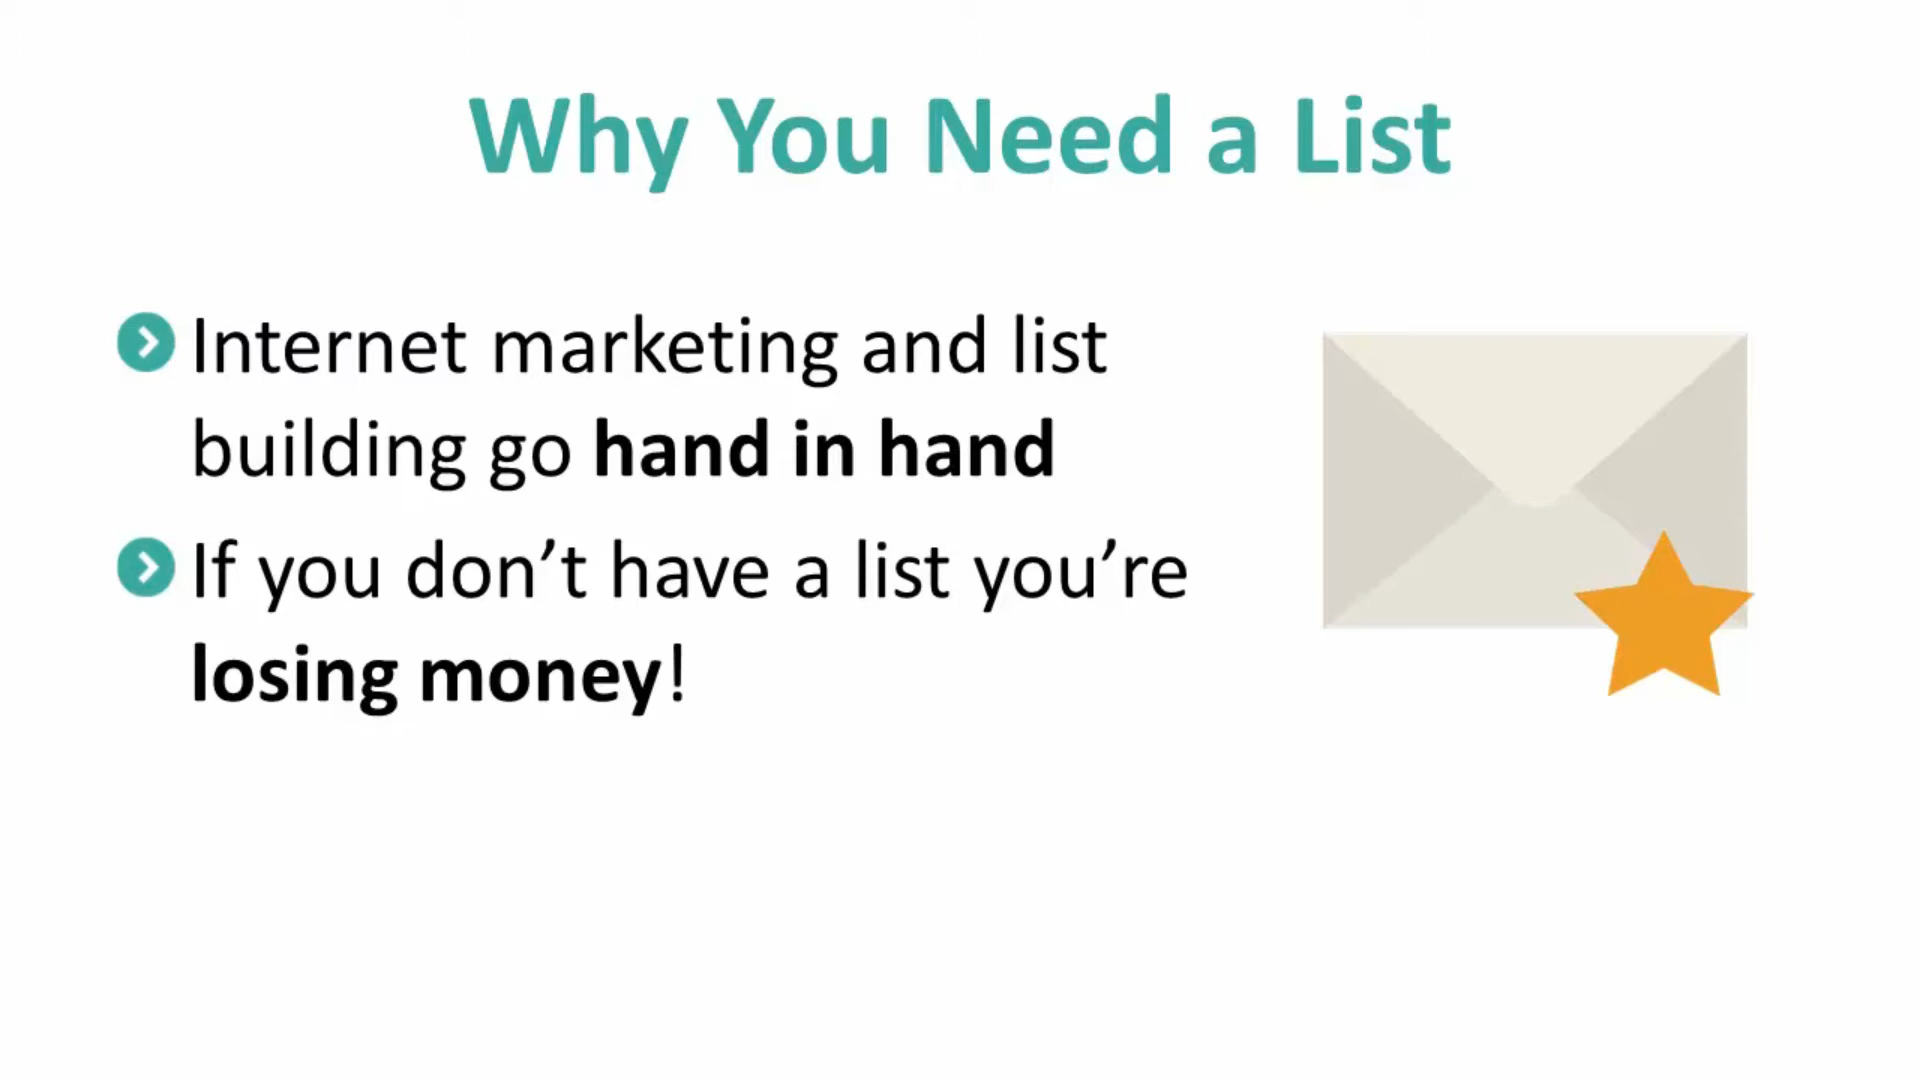 Why You Need a List
Internet marketing and list
building go hand in hand
If you don’t have a list you’re
losing money!